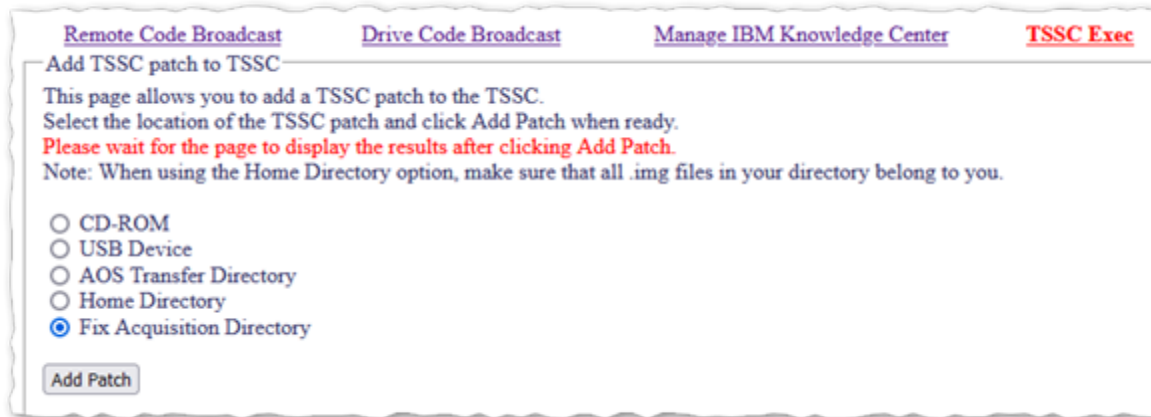 Remote Code Broadcast Drive Code Broadcast Manage IBM Knowledge Center TSSC Exec
Add TSSC patch to TSSC
This page allows you to add a TSSC patch to the TSSC.
Select the location of the TSSC patch and click Add Patch when ready.
Please wait for the page to display the results after clicking Add Patch.
Note: When using the Home Directory option, make sure that all .img files in your directory belong to you.
CD-ROM
USB Device
AOS Transfer Directory
Home Directory
Fix Acquisition Directory
Add Patch